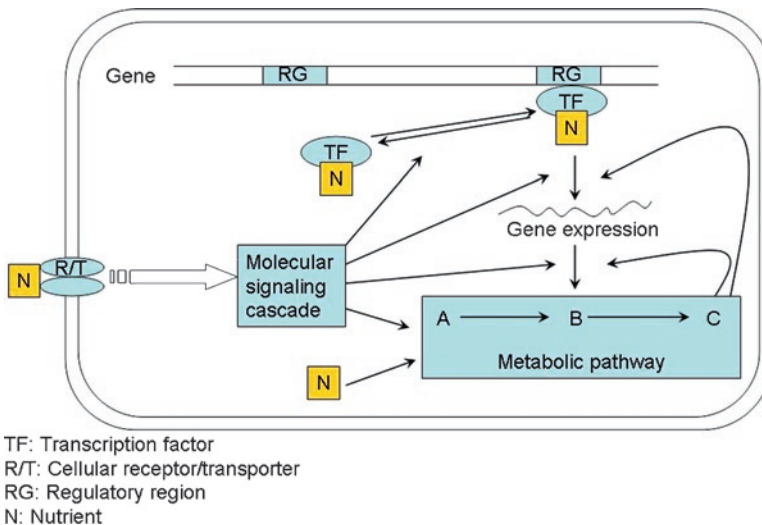 Gene
RG
RG
TF
N
TF
N
Gene expression
N
R/T
Molecular
signaling
cascade
A
B
C
Metabolic pathway
N
TF: Transcription factor
R/T: Cellular receptor/transporter
RG: Regulatory region
N: Nutrient